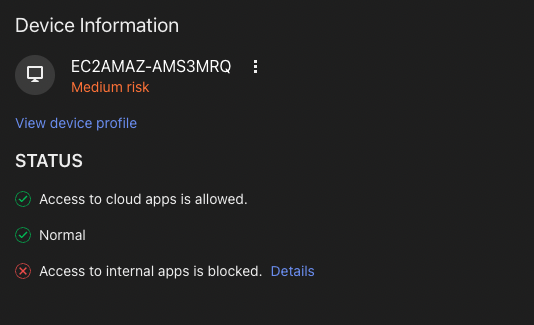 Device Information
EC2AMAZ-AMS3MRQ
Medium risk
View device profile
STATUS
Access to cloud apps is allowed.
Normal
Access to internal apps is blocked. Details